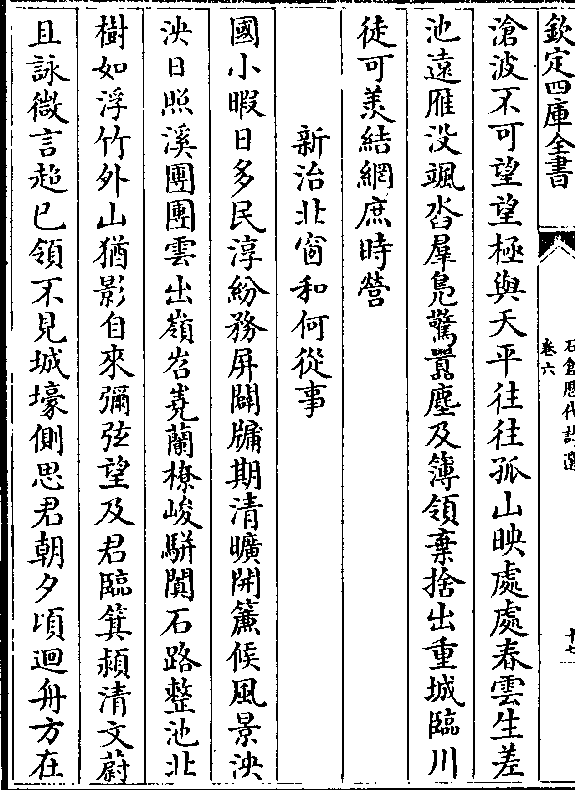 欽定四庫全書
石倉厯代詩選
卷六
十七
滄波不可望望極與天平往往孤山映處處春雲生差
池遠雁没颯沓羣鳧驚囂塵及簿領棄捨出重城臨川
徒可羨結網庶時營
新治北窗和何從事
國小暇日多民淳紛務屏闢牖期清曠開簾候風景泱
泱日照溪團團雲出嶺岧嶤蘭橑峻駢闐石路整池北
樹如浮竹外山猶影自來彌弦望及君臨箕潁清文蔚
且詠微言超已領不見城壕側思君朝夕頃迴舟方在